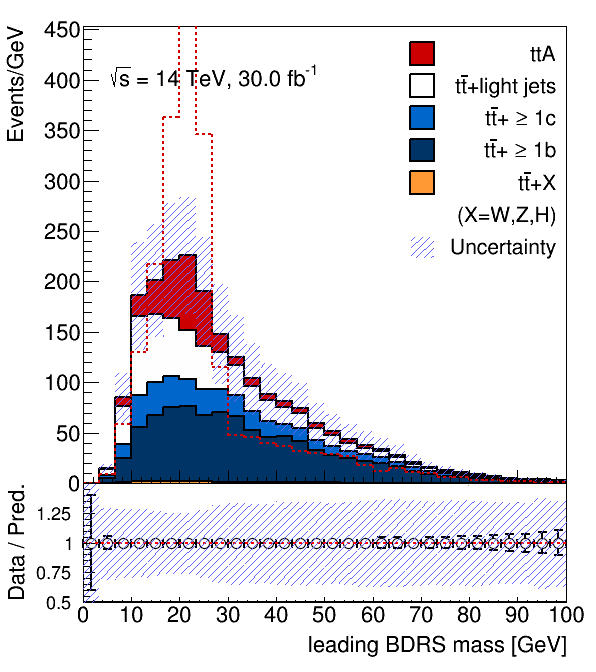 Events/GeV
450
400
350
300
250
200
150
100
50
0
√s = 14 TeV, 30.0 fb⁻¹
ttA
tt̄+light jets
tt̄+ ≥ 1c
tt̄+ ≥ 1b
tt̄+X
(X=W,Z,H)
Uncertainty
Data / Pred.
1.25
1
0.75
0.5
0 10 20 30 40 50 60 70 80 90 100
leading BDRS mass [GeV]